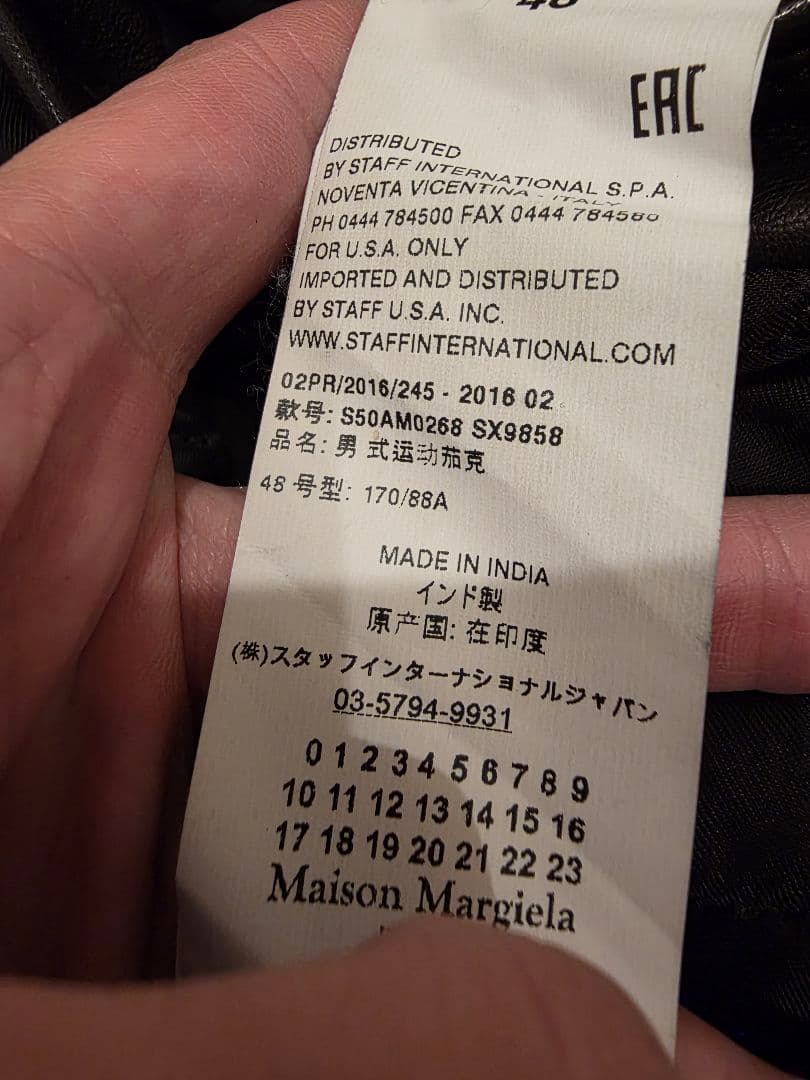 48
EAC
DISTRIBUTED
BY STAFF INTERNATIONAL S.P.A.
NOVENTA VICENTINA - ITALY
PH 0444 784500 FAX 0444 784580
FOR U.S.A. ONLY
IMPORTED AND DISTRIBUTED
BY STAFF U.S.A. INC.
WWW.STAFFINTERNATIONAL.COM
02PR/2016/245 - 2016 02
款号: S50AM0268 SX9858
品名: 男 式运动茄克
48 号型: 170/88A
MADE IN INDIA
インド製
原产国: 在印度
(株)スタッフインターナショナルジャパン
03-5794-9931
0 1 2 3 4 5 6 7 8 9
10 11 12 13 14 15 16
17 18 19 20 21 22 23
Maison Margiela